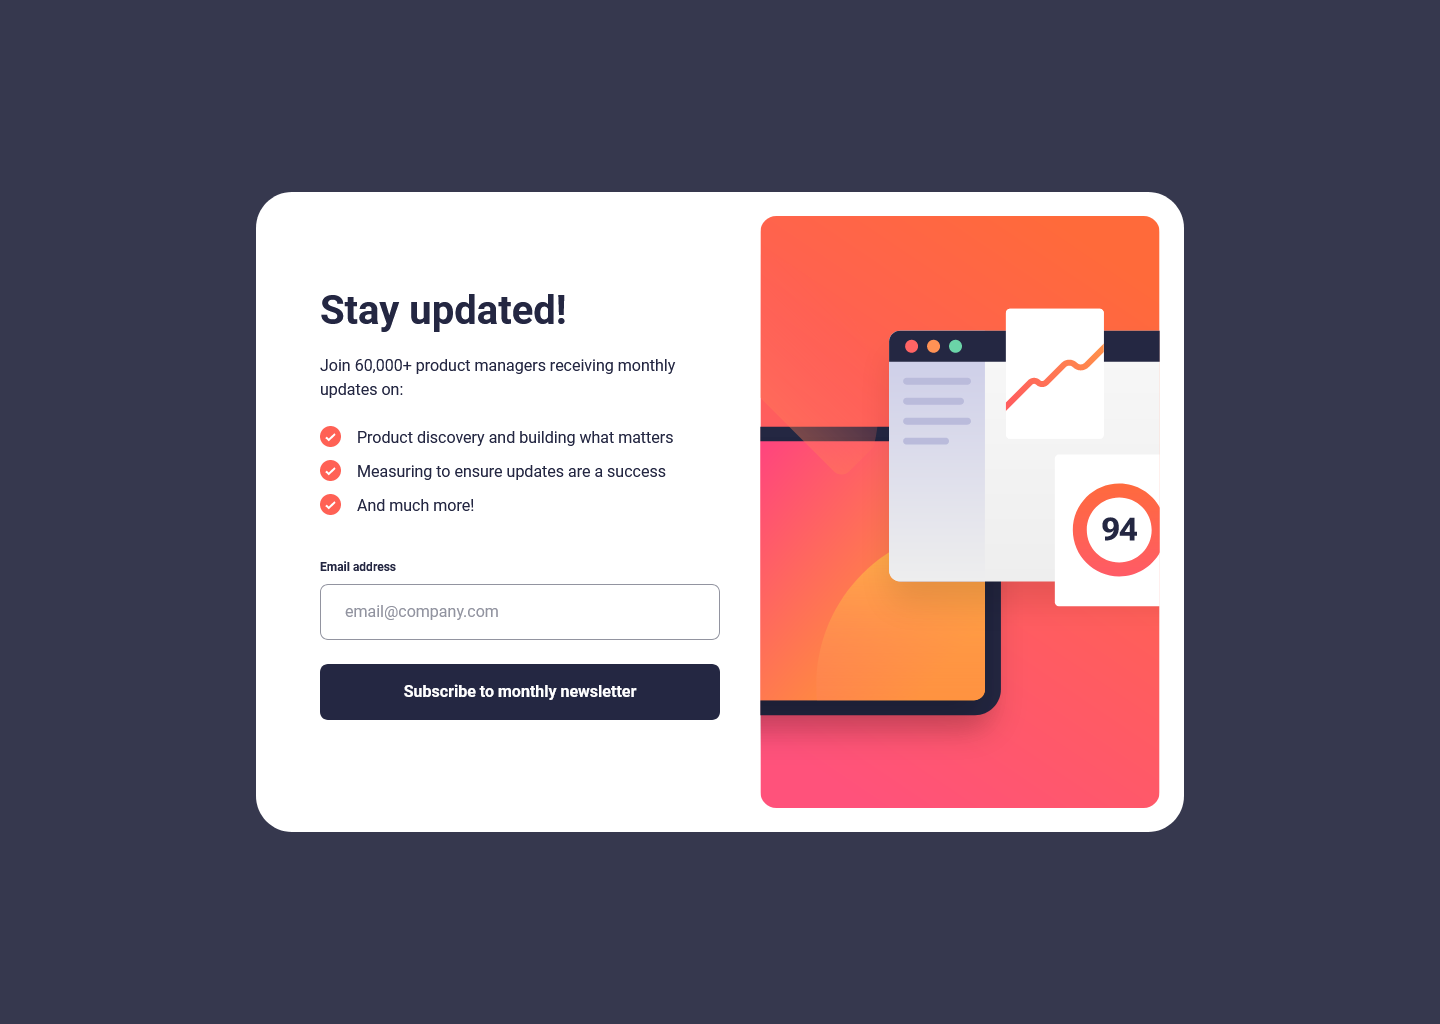 Stay updated!
Join 60,000+ product managers receiving monthly
updates on:
Product discovery and building what matters
Measuring to ensure updates are a success
And much more!
Email address
email@company.com
Subscribe to monthly newsletter
94